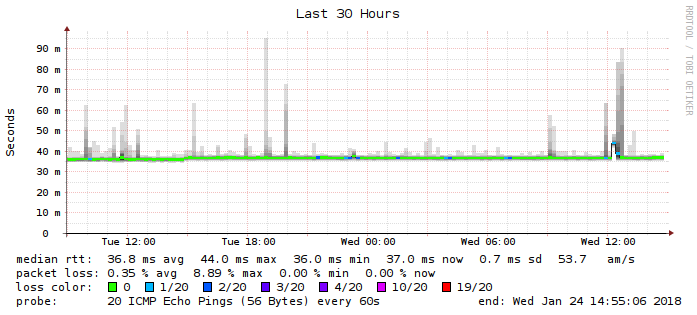 Last 30 Hours
RRDTOOL / TOBI OETIKER
Seconds
90 m
80 m
70 m
60 m
50 m
40 m
30 m
20 m
10 m
0
Tue 12:00 Tue 18:00 Wed 00:00 Wed 06:00 Wed 12:00
median rtt: 36.8 ms avg 44.0 ms max 36.0 ms min 37.0 ms now 0.7 ms sd 53.7 am/s
packet loss: 0.35 % avg 8.89 % max 0.00 % min 0.00 % now
loss color: 0 1/20 2/20 3/20 4/20 10/20 19/20
probe: 20 ICMP Echo Pings (56 Bytes) every 60s end: Wed Jan 24 14:55:06 2018